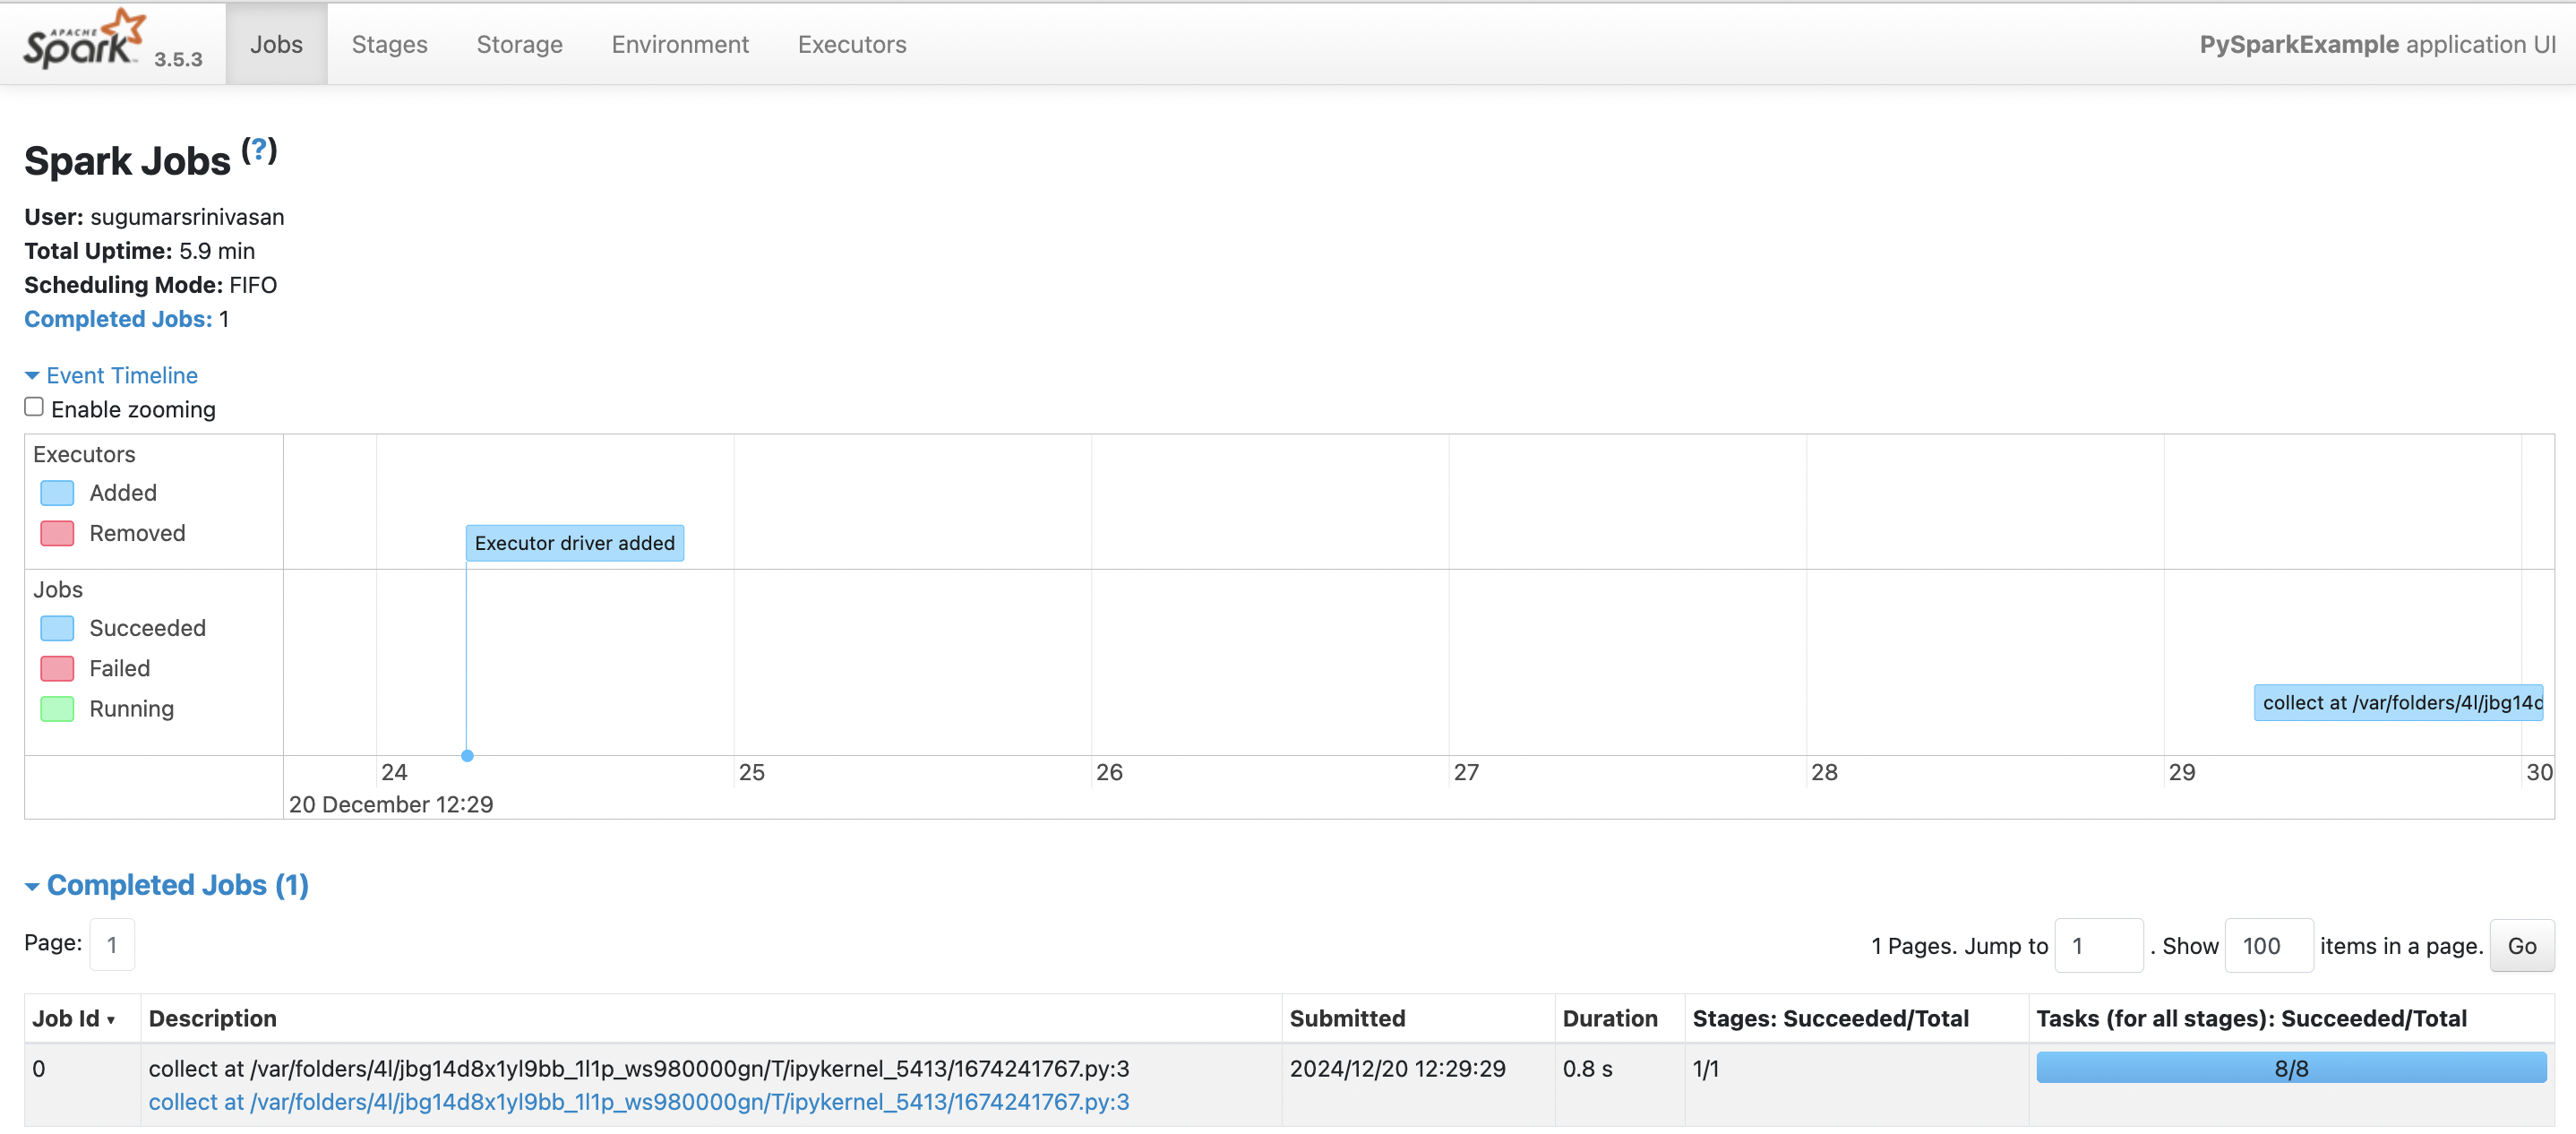 APACHE
Spark 3.5.3 Jobs Stages Storage Environment Executors PySparkExample application UI
Spark Jobs (?)
User: sugumarsrinivasan
Total Uptime: 5.9 min
Scheduling Mode: FIFO
Completed Jobs: 1
Event Timeline
Enable zooming
Executors
Added
Removed
Executor driver added
Jobs
Succeeded
Failed
Running
collect at /var/folders/4l/jbg14d
24 25 26 27 28 29 30
20 December 12:29
Completed Jobs (1)
Page: 1 1 Pages. Jump to 1 . Show 100 items in a page. Go
Job Id ▾ Description Submitted Duration Stages: Succeeded/Total Tasks (for all stages): Succeeded/Total
0 collect at /var/folders/4l/jbg14d8x1yl9bb_1l1p_ws980000gn/T/ipykernel_5413/1674241767.py:3 2024/12/20 12:29:29 0.8 s 1/1 8/8
collect at /var/folders/4l/jbg14d8x1yl9bb_1l1p_ws980000gn/T/ipykernel_5413/1674241767.py:3